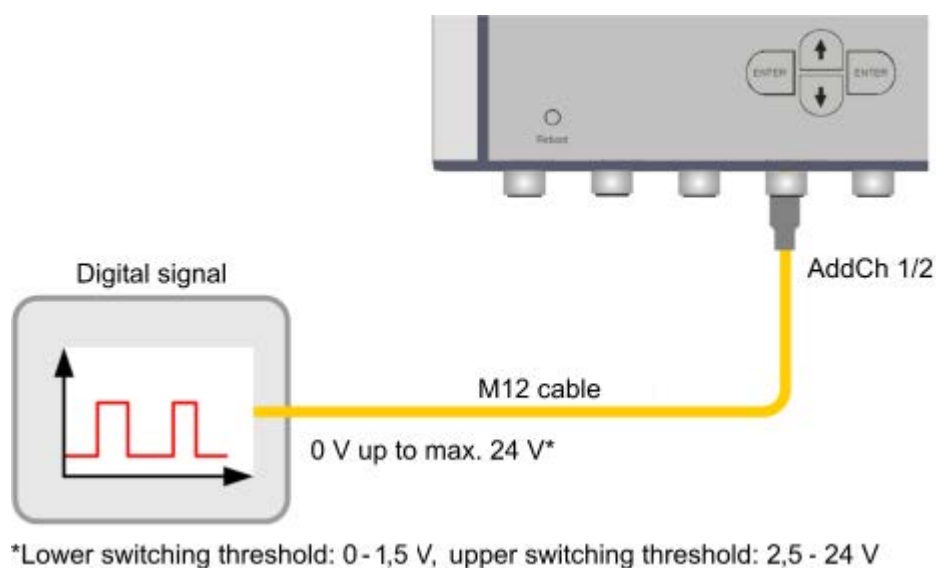 ENTER
ENTER
Reboot
AddCh 1/2
Digital signal
M12 cable
0 V up to max. 24 V*
*Lower switching threshold: 0 - 1,5 V, upper switching threshold: 2,5 - 24 V